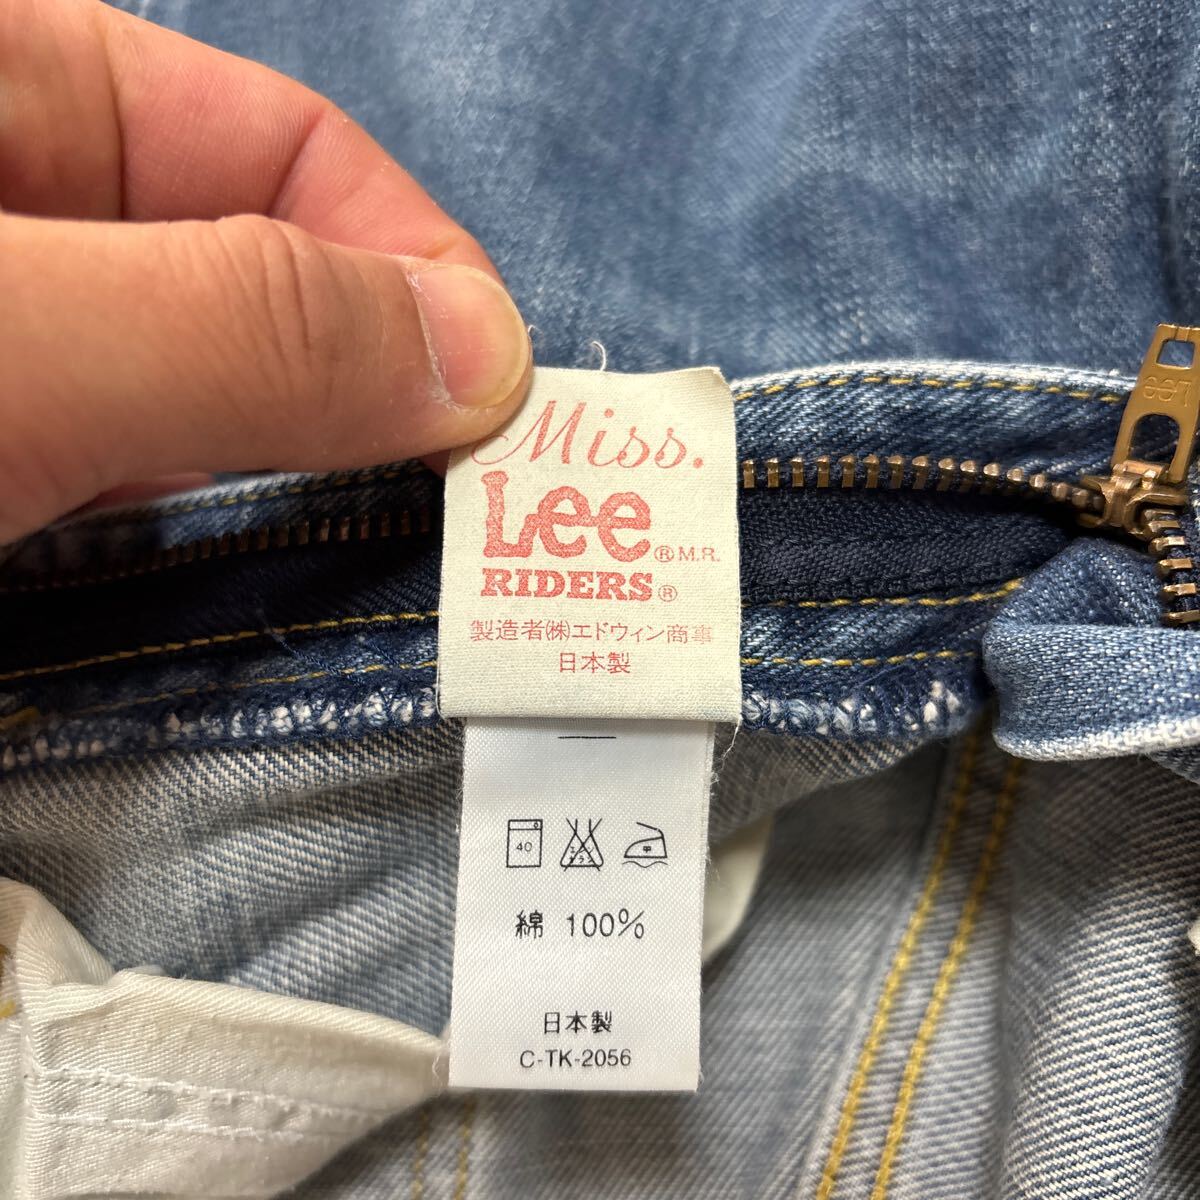 Miss.
Lee® M.R.
RIDERS®
製造者㈱エドウィン商事
日本製
Lee
40
綿 100%
日本製
C-TK-2056